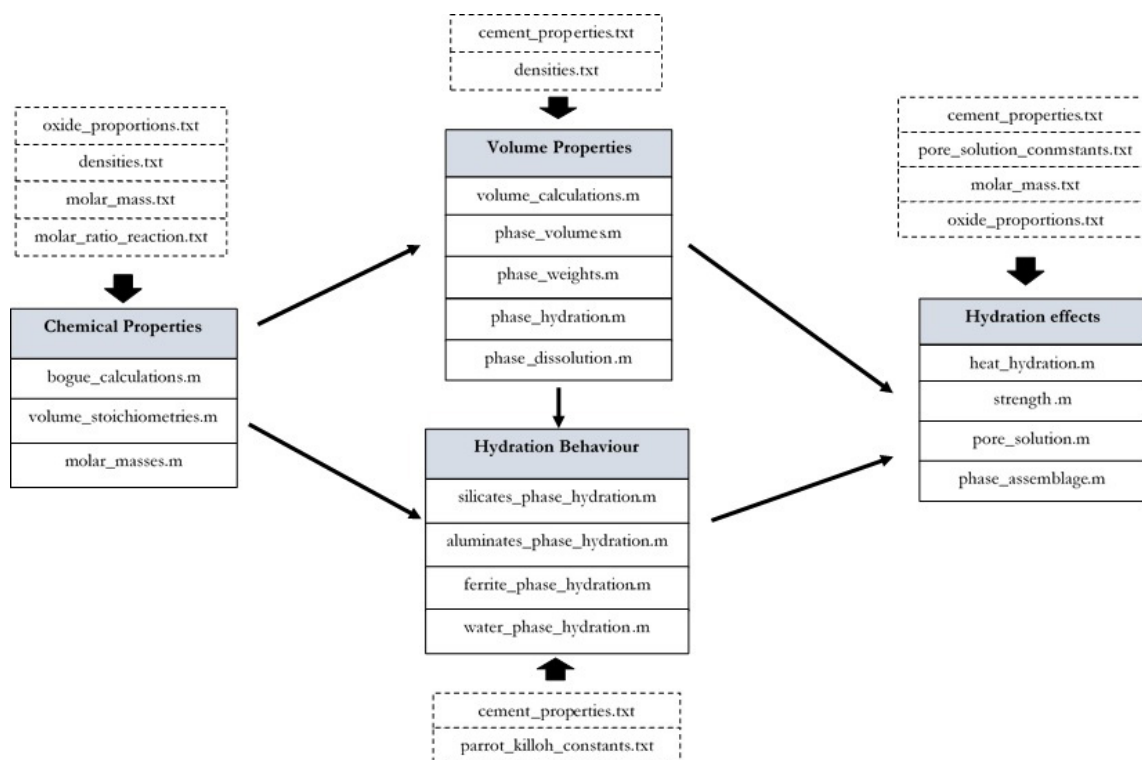 cement_properties.txt
densities.txt
oxide_proportions.txt
densities.txt
molar_mass.txt
molar_ratio_reaction.txt
cement_properties.txt
pore_solution_conmstants.txt
molar_mass.txt
oxide_proportions.txt
Volume Properties
volume_calculations.m
phase_volumes.m
phase_weights.m
phase_hydration.m
phase_dissolution.m
Chemical Properties
bogue_calculations.m
volume_stoichiometries.m
molar_masses.m
Hydration effects
heat_hydration.m
strength.m
pore_solution.m
phase_assemblage.m
Hydration Behaviour
silicates_phase_hydration.m
aluminates_phase_hydration.m
ferrite_phase_hydration.m
water_phase_hydration.m
cement_properties.txt
parrot_killoh_constants.txt